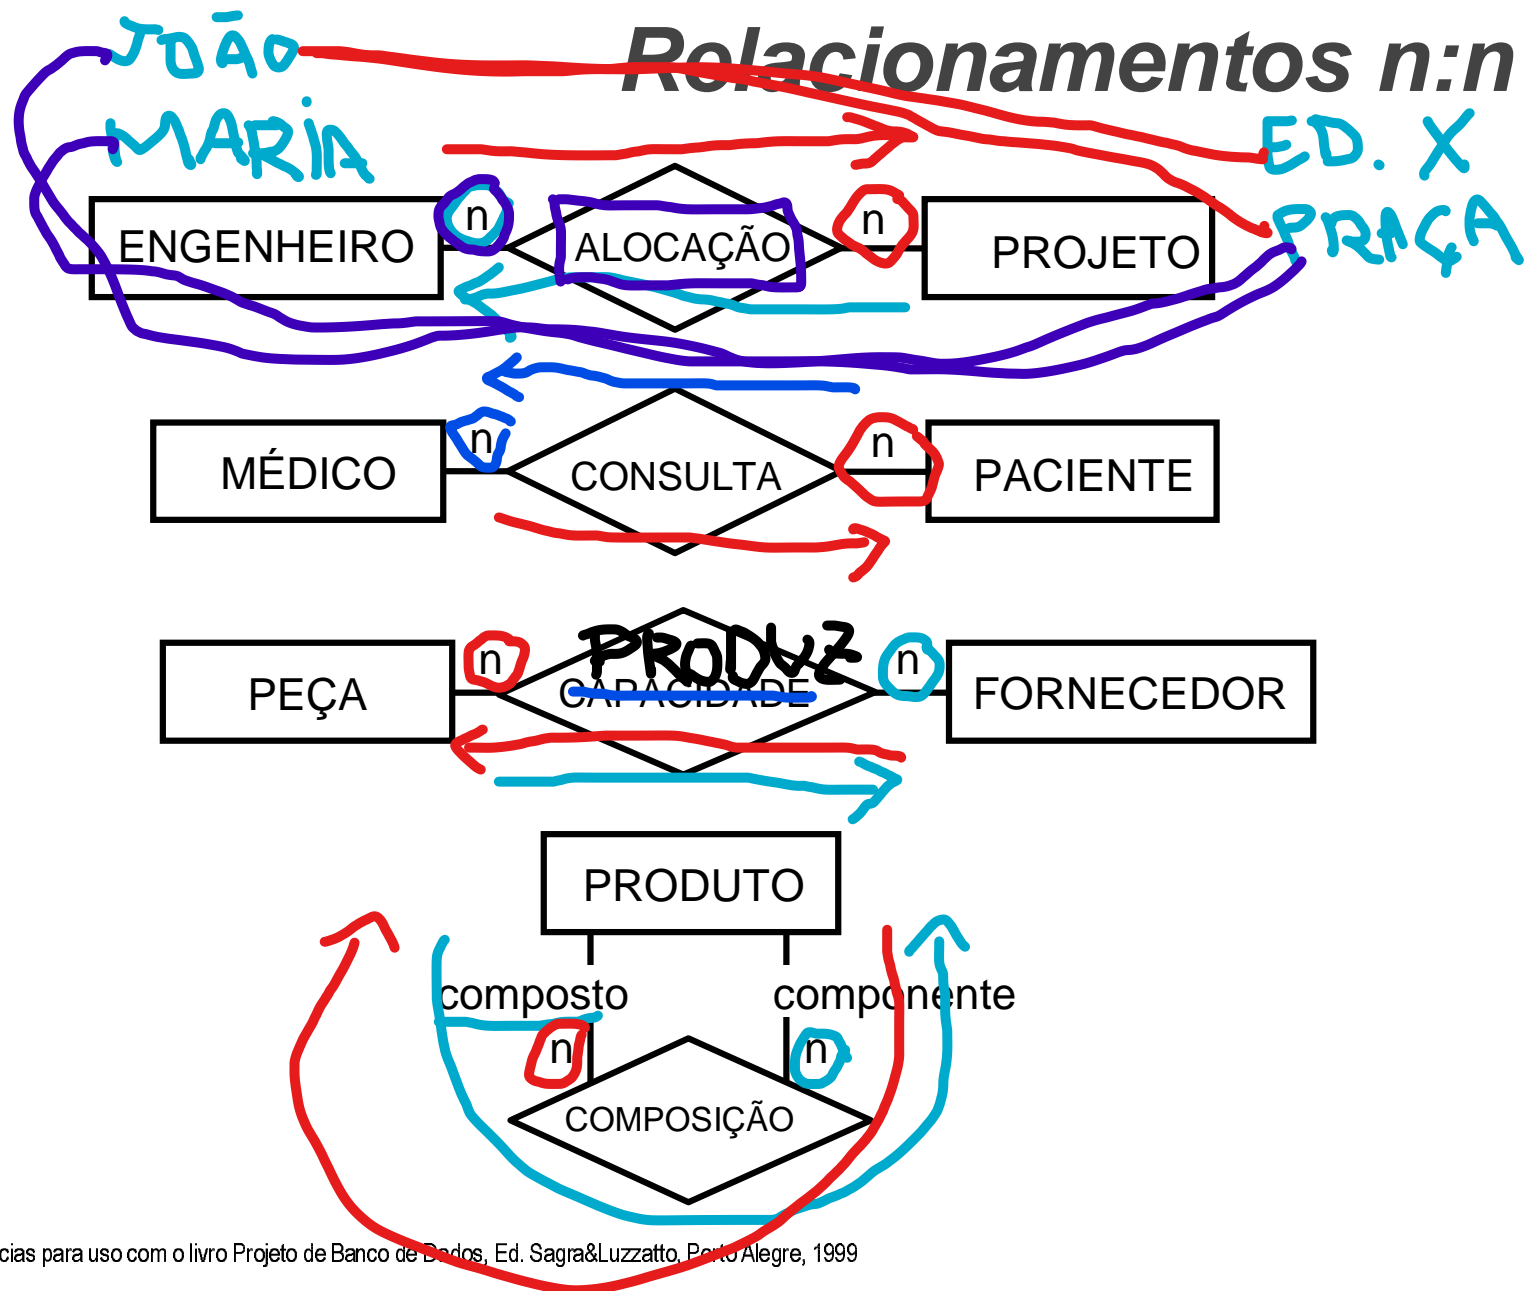 JOÃO
Relacionamentos n:n
MARIA
ED. X
PRAÇA
ENGENHEIRO n ALOCAÇÃO n PROJETO
MÉDICO n CONSULTA n PACIENTE
PRODUZ
PEÇA n CAPACIDADE n FORNECEDOR
PRODUTO
composto componente
n n
COMPOSIÇÃO
cias para uso com o livro Projeto de Banco de Dados, Ed. Sagra&Luzzatto, Porto Alegre, 1999